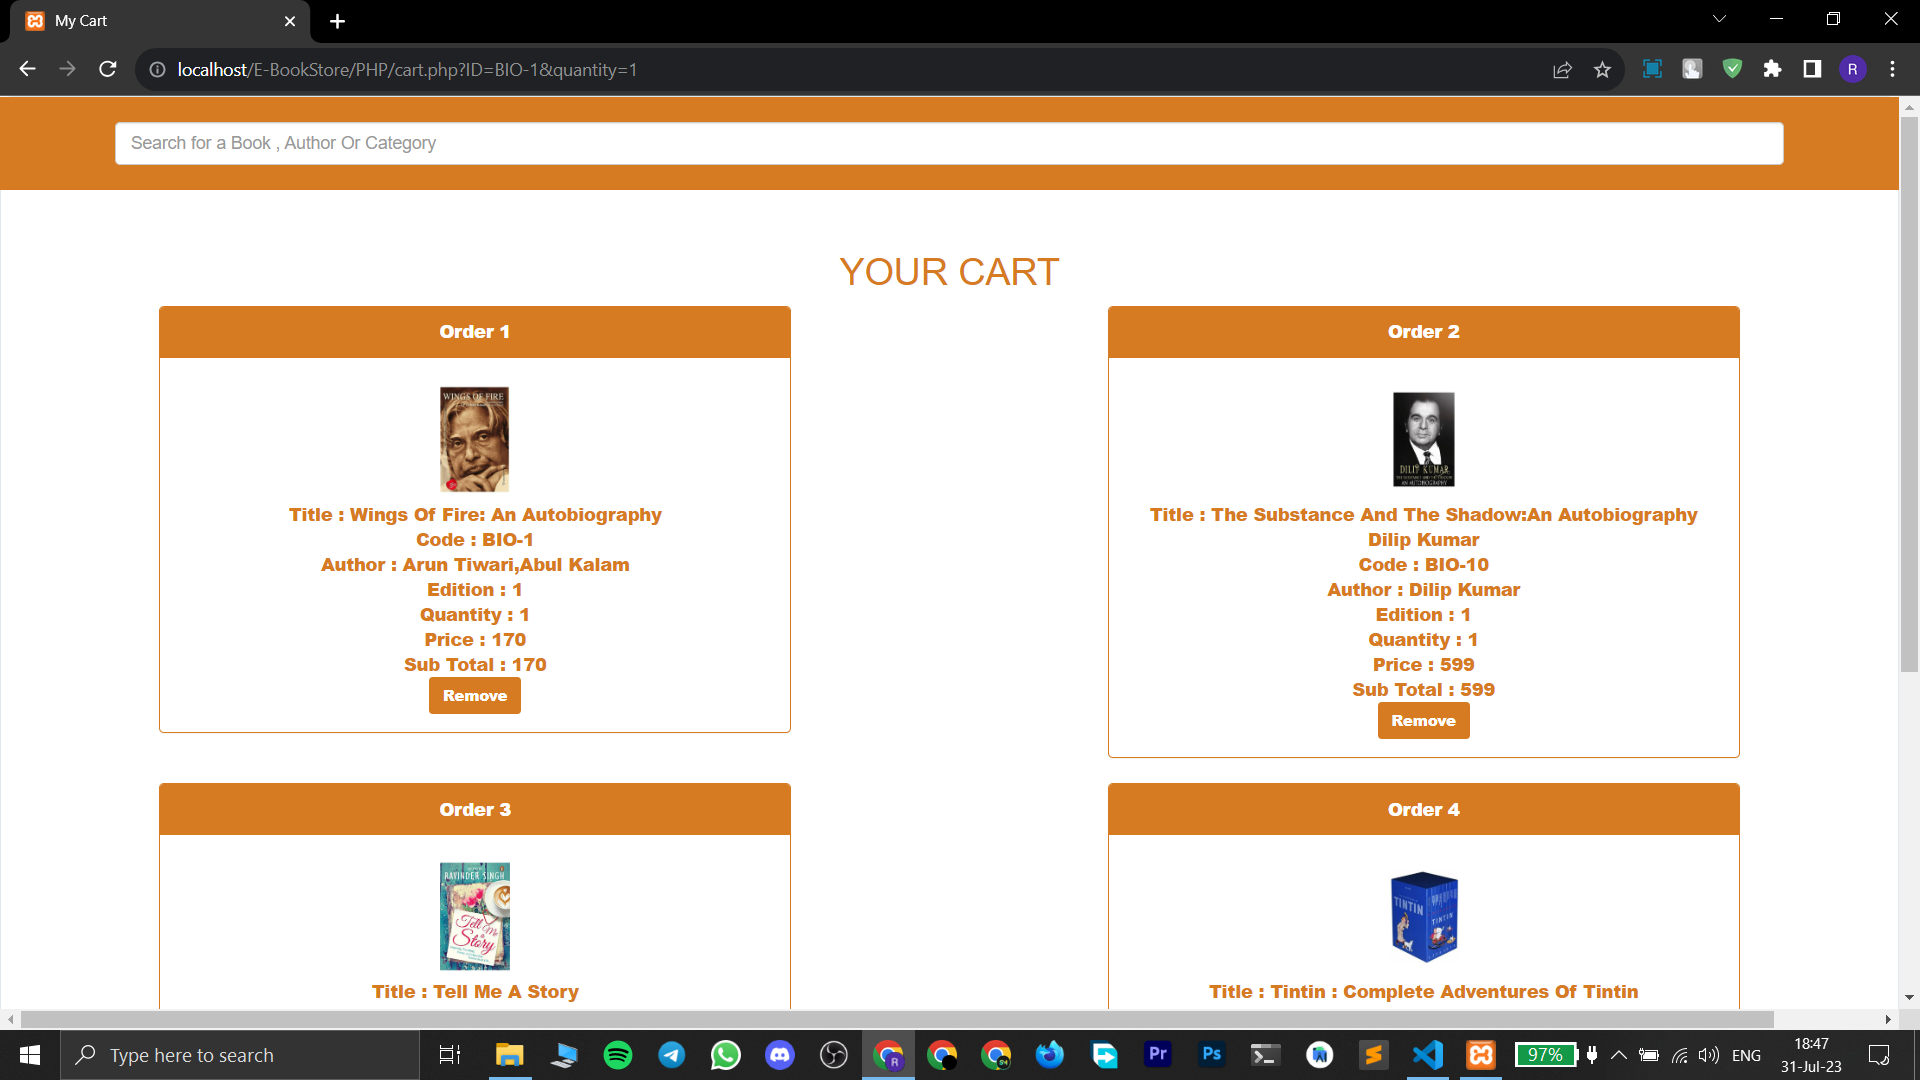 My Cart
localhost/E-BookStore/PHP/cart.php?ID=BIO-1&quantity=1
R
Search for a Book , Author Or Category
YOUR CART
Order 1
WINGS OF FIRE
Title : Wings Of Fire: An Autobiography
Code : BIO-1
Author : Arun Tiwari,Abul Kalam
Edition : 1
Quantity : 1
Price : 170
Sub Total : 170
Remove
Order 2
DILIP KUMAR
AN AUTOBIOGRAPHY
Title : The Substance And The Shadow:An Autobiography
Dilip Kumar
Code : BIO-10
Author : Dilip Kumar
Edition : 1
Quantity : 1
Price : 599
Sub Total : 599
Remove
Order 3
RAVINDER SINGH
Tell Me
a
Story
Title : Tell Me A Story
Order 4
TINTIN
TINTIN
Title : Tintin : Complete Adventures Of Tintin
Type here to search
R
Pr
Ps
97%
ENG
18:47
31-Jul-23